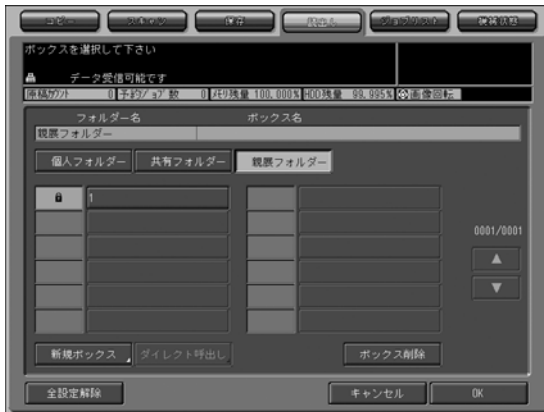 コピー スキャン 保存 読出し ジョブリスト 機械状態
ボックスを選択して下さい
データ受信可能です
原稿ｶｳﾝﾄ 0 予約ｼﾞｮﾌﾞ数 0 ﾒﾓﾘ残量 100.000% HDD残量 99.995% 画像回転
フォルダー名 ボックス名
親展フォルダー
個人フォルダー 共有フォルダー 親展フォルダー
1
0001/0001
新規ボックス ダイレクト呼出し ボックス削除
全設定解除 キャンセル OK